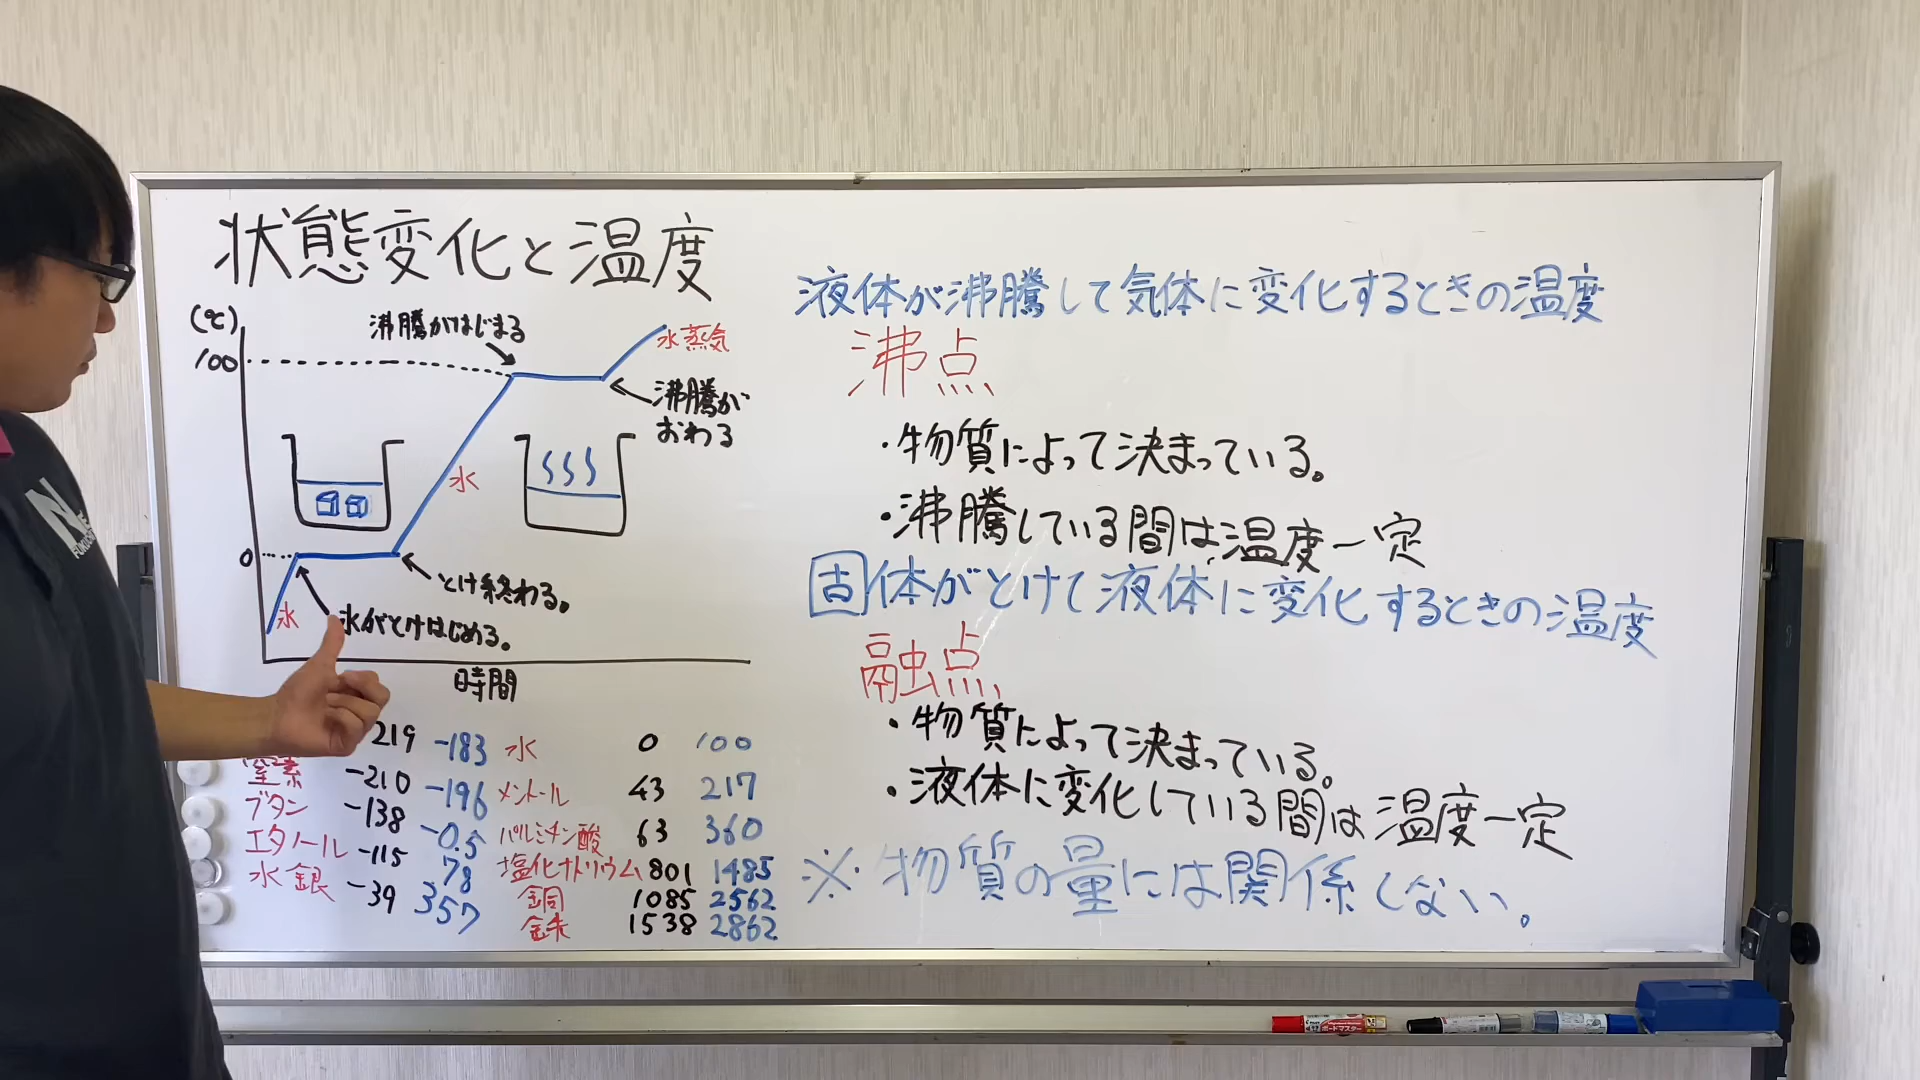 状態変化と温度
(℃)
100
0
沸騰がはじまる
水蒸気
沸騰が
おわる
水
とけ終わる。
氷
氷がとけはじめる。
時間
-219 -183
窒素 -210 -196
ブタン -138 -0.5
エタノール -115 78
水銀 -39 357
水 0 100
メントール 43 217
パルミチン酸 63 360
塩化ナトリウム 801 1485
銅 1085 2562
鉄 1538 2862
液体が沸騰して気体に変化するときの温度
沸点
・物質によって決まっている。
・沸騰している間は温度一定
固体がとけて液体に変化するときの温度
融点
・物質によって決まっている。
・液体に変化している間は温度一定
※物質の量には関係しない。